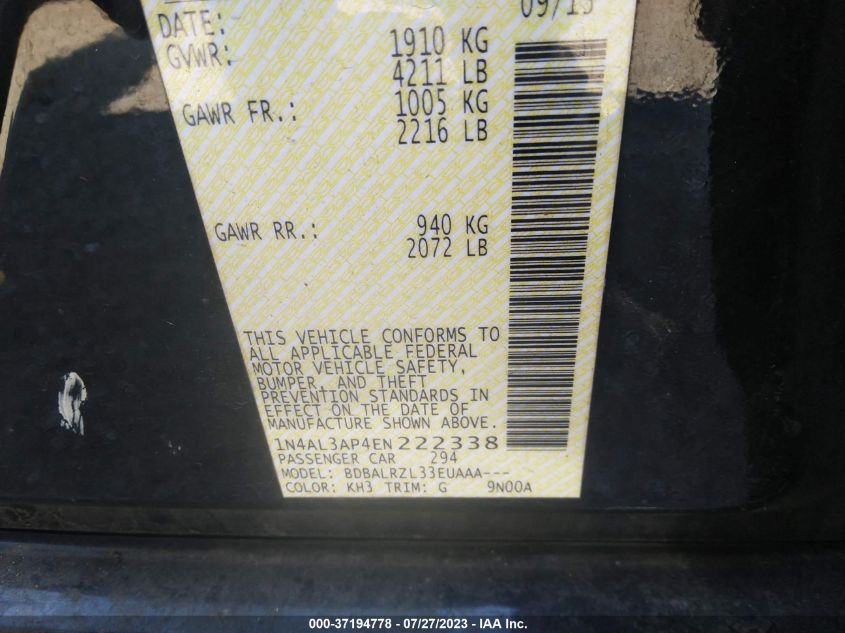 DATE: 09/13
GVWR: 1910 KG
4211 LB
GAWR FR.: 1005 KG
2216 LB
GAWR RR.: 940 KG
2072 LB
THIS VEHICLE CONFORMS TO
ALL APPLICABLE FEDERAL
MOTOR VEHICLE SAFETY,
BUMPER, AND THEFT
PREVENTION STANDARDS IN
EFFECT ON THE DATE OF
MANUFACTURE SHOWN ABOVE.
1N4AL3AP4EN222338
PASSENGER CAR 294
MODEL: BDBALRZL33EUAAA---
COLOR: KH3 TRIM: G 9N00A
000-37194778 - 07/27/2023 - IAA Inc.